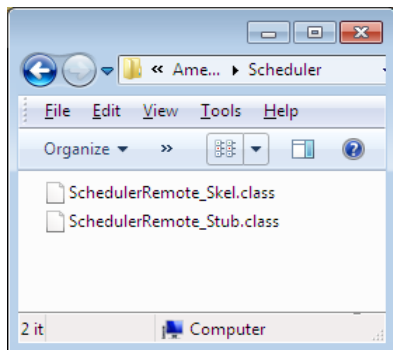 « Ame... ▸ Scheduler
File Edit View Tools Help
Organize ▾ »
SchedulerRemote_Skel.class
SchedulerRemote_Stub.class
2 it Computer